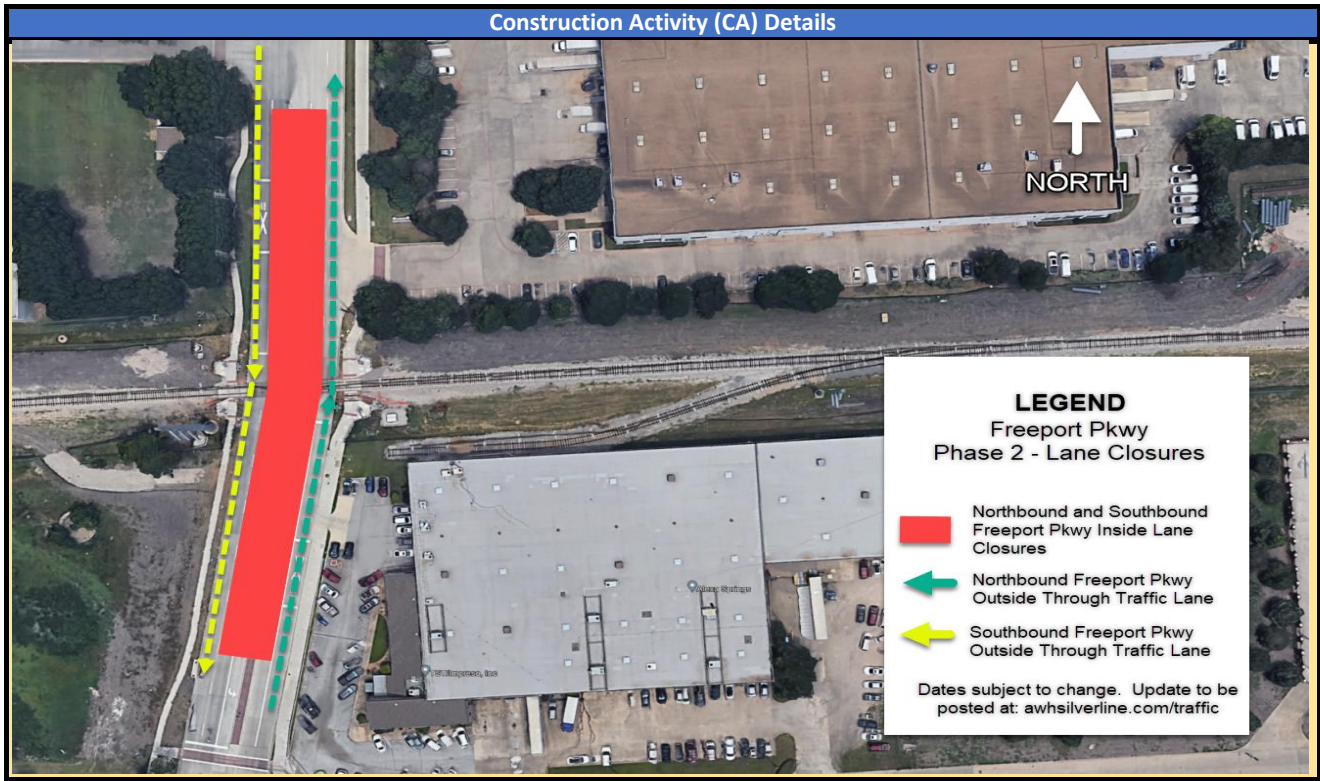 Construction Activity (CA) Details
NORTH
LEGEND
Freeport Pkwy
Phase 2 - Lane Closures
Northbound and Southbound
Freeport Pkwy Inside Lane
Closures
Northbound Freeport Pkwy
Outside Through Traffic Lane
Southbound Freeport Pkwy
Outside Through Traffic Lane
Dates subject to change. Update to be
posted at: awhsilverline.com/traffic
Springs
Inc